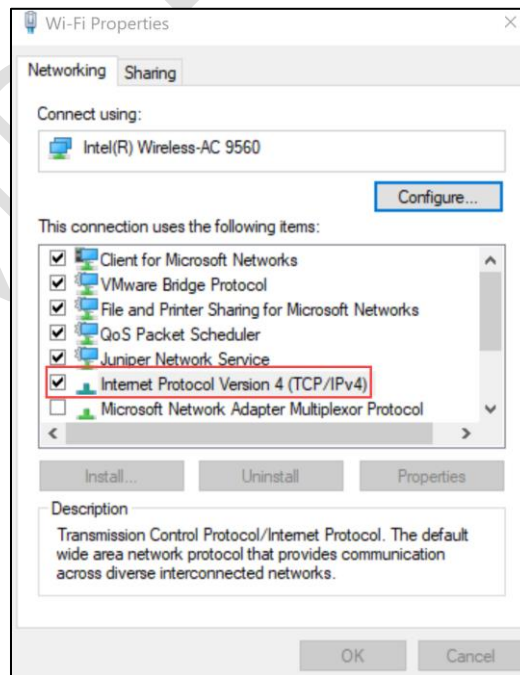 Wi-Fi Properties
Networking
Sharing
Connect using:
Intel(R) Wireless-AC 9560
Configure...
This connection uses the following items:
Client for Microsoft Networks
VMware Bridge Protocol
File and Printer Sharing for Microsoft Networks
QoS Packet Scheduler
Juniper Network Service
Internet Protocol Version 4 (TCP/IPv4)
Microsoft Network Adapter Multiplexor Protocol
Install...
Uninstall
Properties
Description
Transmission Control Protocol/Internet Protocol. The default
wide area network protocol that provides communication
across diverse interconnected networks.
OK
Cancel